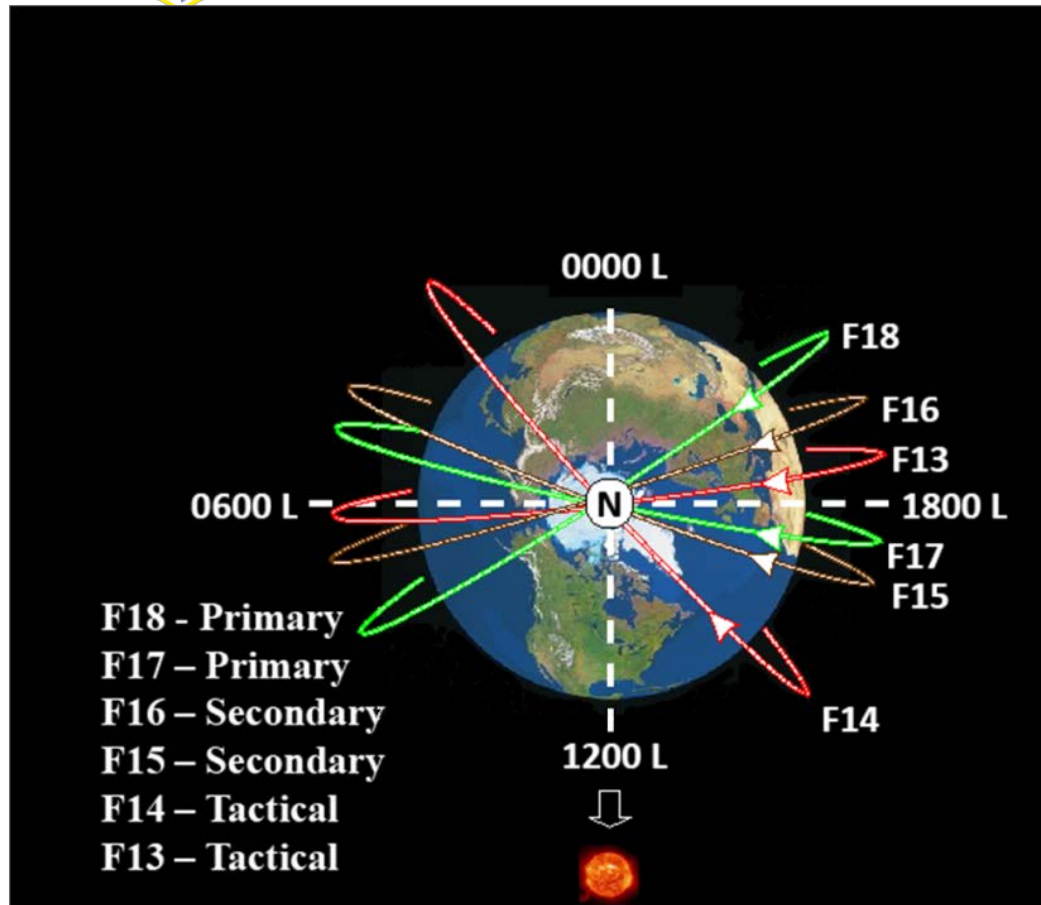 0000 L
F18
F16
F13
0600 L
N
1800 L
F17
F15
F18 - Primary
F17 – Primary
F16 – Secondary
F15 – Secondary
F14 – Tactical
F13 – Tactical
F14
1200 L